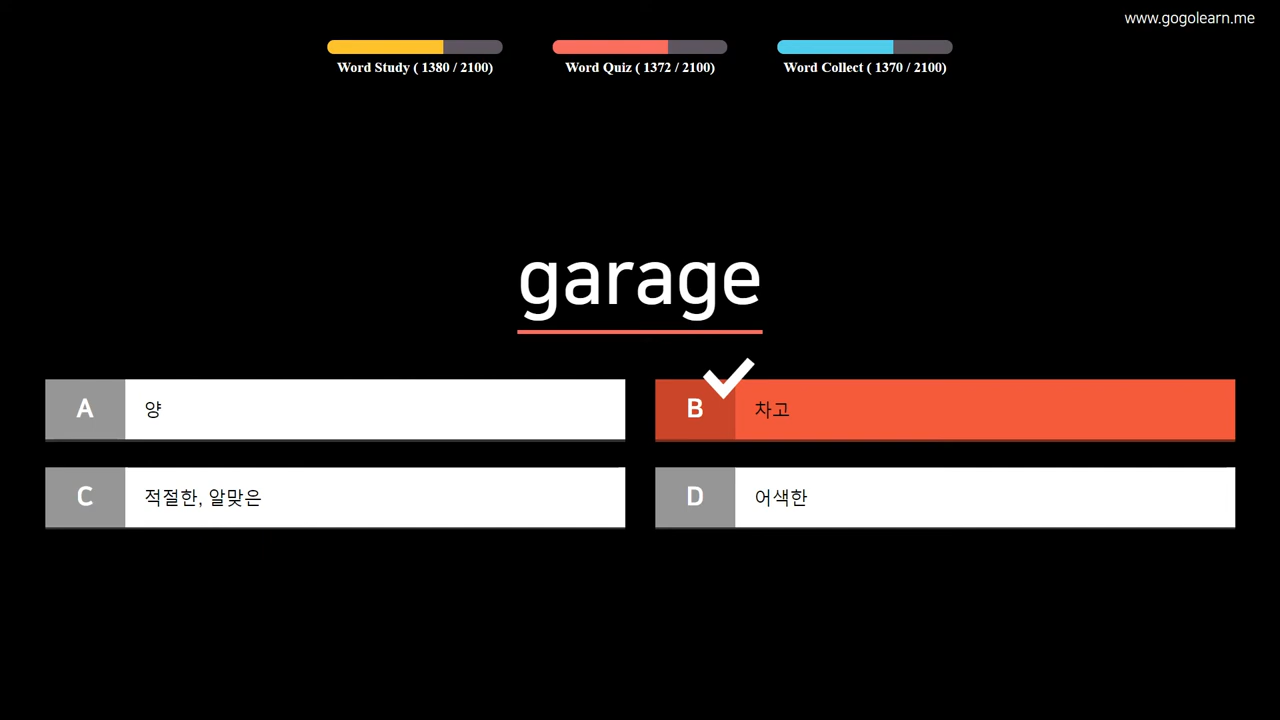 www.gogolearn.me
Word Study ( 1380 / 2100)
Word Quiz ( 1372 / 2100)
Word Collect ( 1370 / 2100)
garage
A 양
B 차고
C 적절한, 알맞은
D 어색한